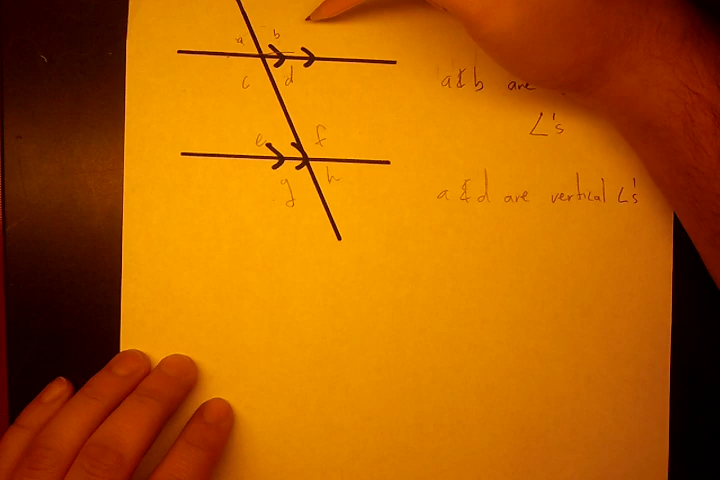 a b
c d
e f
g h
a & b are
∠'s
a & d are vertical ∠'s